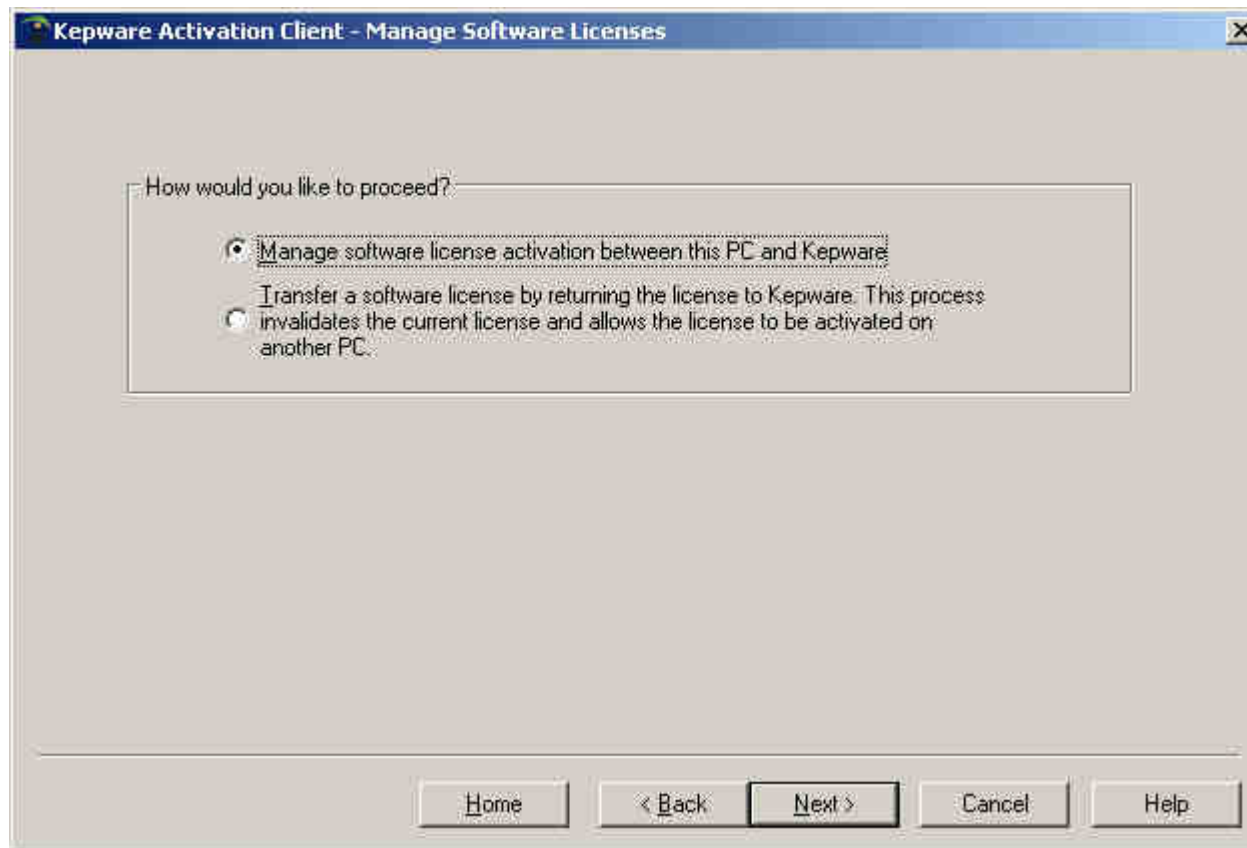 Kepware Activation Client - Manage Software Licenses
How would you like to proceed?
Manage software license activation between this PC and Kepware
Transfer a software license by returning the license to Kepware. This process
invalidates the current license and allows the license to be activated on
another PC.
Home
< Back
Next >
Cancel
Help